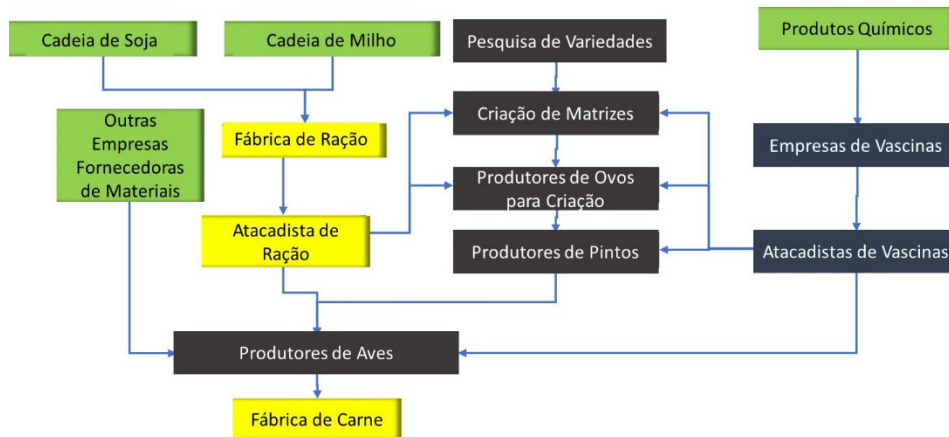 Cadeia de Soja
Cadeia de Milho
Pesquisa de Variedades
Produtos Químicos
Outras
Empresas
Fornecedoras
de Materiais
Fábrica de Ração
Criação de Matrizes
Empresas de Vascinas
Produtores de Ovos
para Criação
Atacadista de
Ração
Produtores de Pintos
Atacadistas de Vascinas
Produtores de Aves
Fábrica de Carne